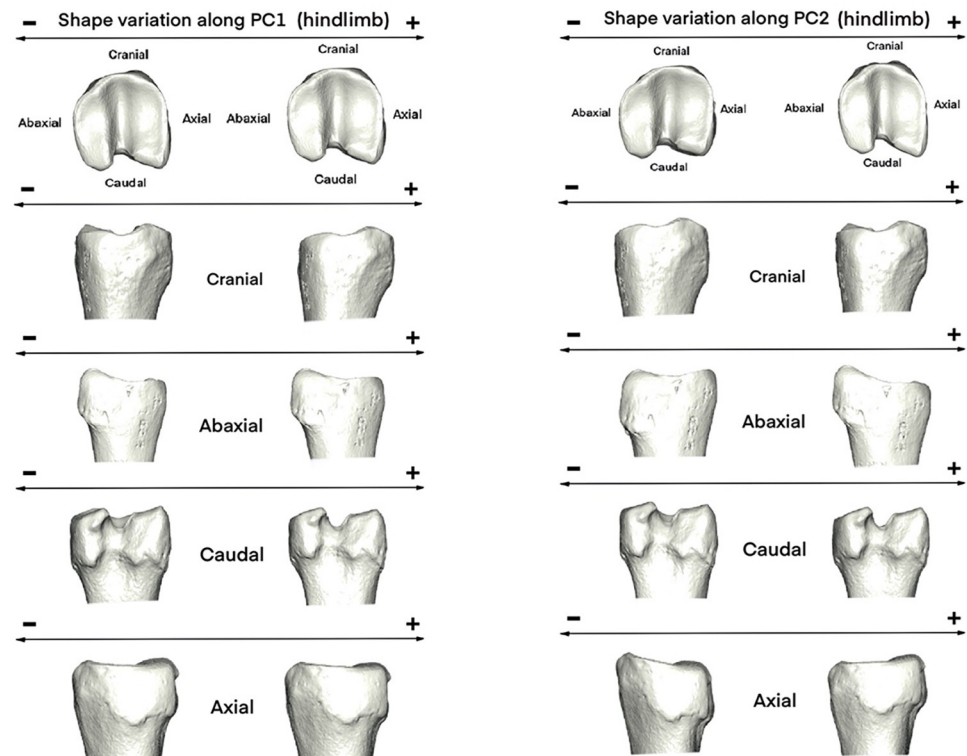 - Shape variation along PC1 (hindlimb) +
Cranial Cranial
Abaxial Axial Abaxial Axial
Caudal Caudal
- +
Cranial
- +
Abaxial
- +
Caudal
- +
Axial
- Shape variation along PC2 (hindlimb) +
Cranial Cranial
Abaxial Axial Abaxial Axial
Caudal Caudal
- +
Cranial
- +
Abaxial
- +
Caudal
- +
Axial